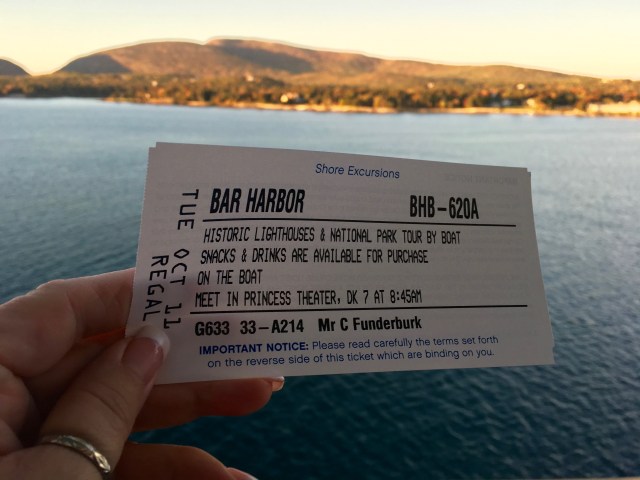 Shore Excursions
BAR HARBOR BHB-620A
HISTORIC LIGHTHOUSES & NATIONAL PARK TOUR BY BOAT
SNACKS & DRINKS ARE AVAILABLE FOR PURCHASE
ON THE BOAT
MEET IN PRINCESS THEATER, DK 7 AT 8:45AM
G633 33-A214 Mr C Funderburk
IMPORTANT NOTICE: Please read carefully the terms set forth
on the reverse side of this ticket which are binding on you.
TUE OCT 11
REGAL